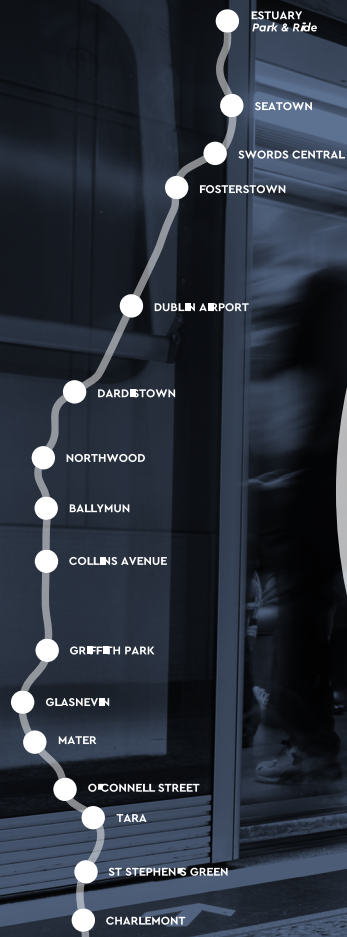 ESTUARY
Park & Ride
SEATOWN
SWORDS CENTRAL
FOSTERSTOWN
DUBLIN AIRPORT
DARDISTOWN
NORTHWOOD
BALLYMUN
COLLINS AVENUE
GRIFFITH PARK
GLASNEVIN
MATER
O'CONNELL STREET
TARA
ST STEPHEN'S GREEN
CHARLEMONT